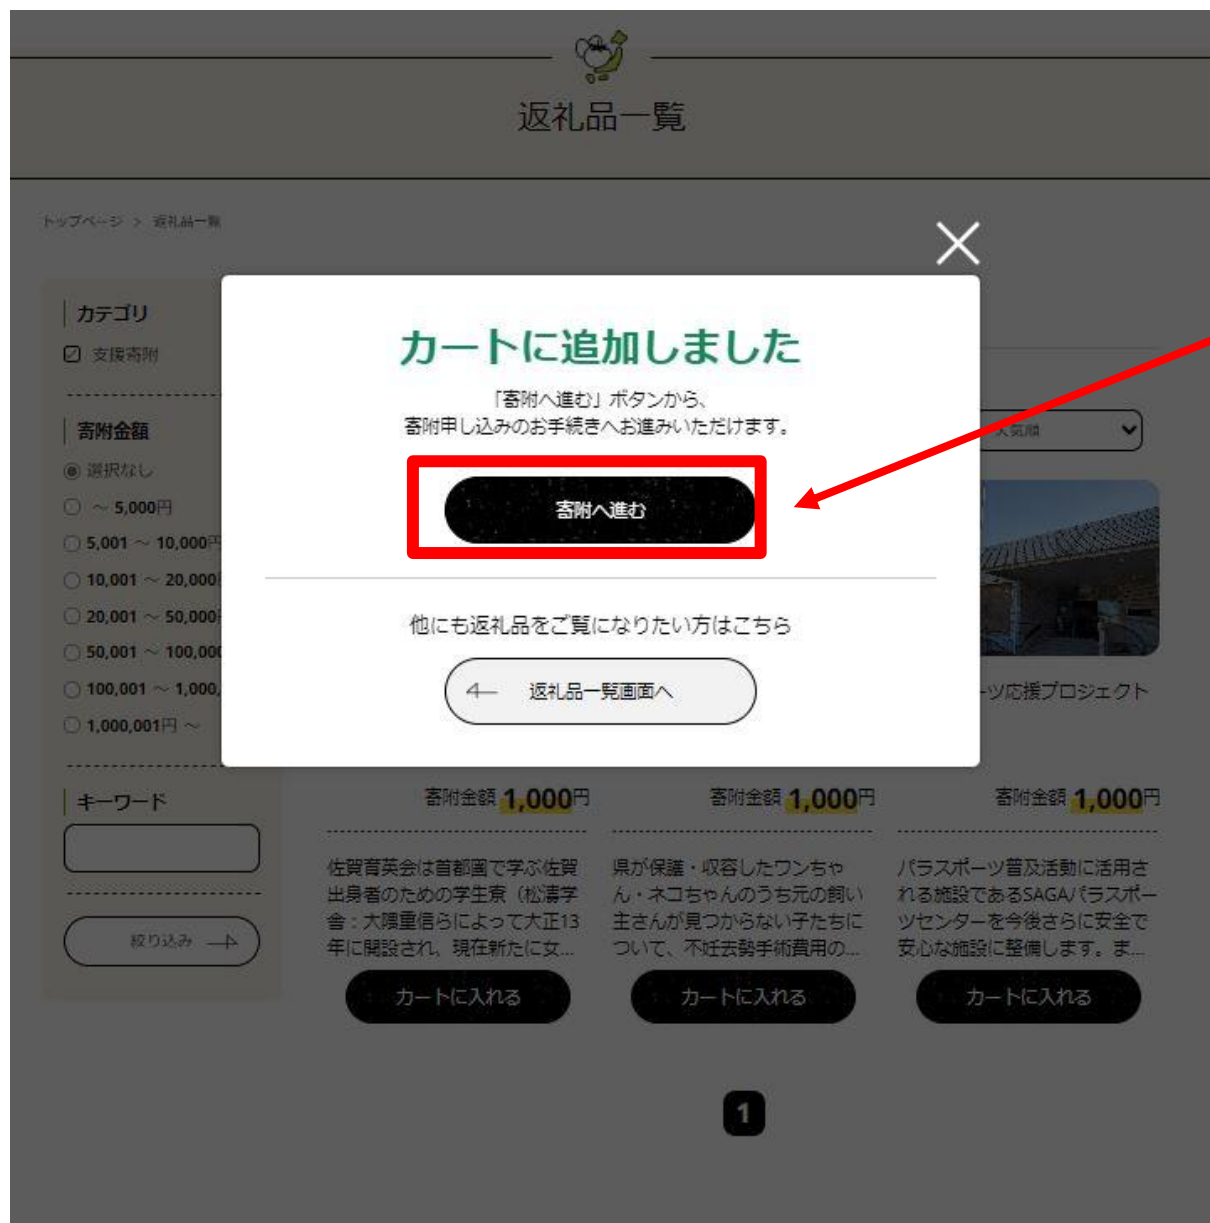 返礼品一覧
トップページ > 返礼品一覧
カテゴリ
支援寄附
寄附金額
選択なし
～ 5,000円
5,001 ～ 10,000円
10,001 ～ 20,000
20,001 ～ 50,000
50,001 ～ 100,000
100,001 ～ 1,000,
1,000,001円 ～
キーワード
絞り込み
カートに追加しました
「寄附へ進む」ボタンから、
寄附申し込みのお手続きへお進みいただけます。
寄附へ進む
他にも返礼品をご覧になりたい方はこちら
返礼品一覧画面へ
人気順
ーツ応援プロジェクト
寄附金額 1,000円
佐賀育英会は首都圏で学ぶ佐賀
出身者のための学生寮（松濤学
舎：大隈重信らによって大正13
年に開設され、現在新たに女...
カートに入れる
寄附金額 1,000円
県が保護・収容したワンちゃ
ん・ネコちゃんのうち元の飼い
主さんが見つからない子たちに
ついて、不妊去勢手術費用の...
カートに入れる
寄附金額 1,000円
パラスポーツ普及活動に活用さ
れる施設であるSAGAパラスポー
ツセンターを今後さらに安全で
安心な施設に整備します。ま...
カートに入れる
1